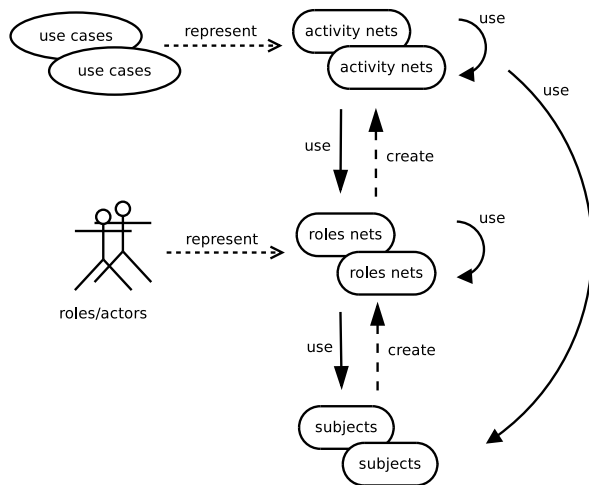 use
represent
activity nets
use cases
use cases
activity nets
use
use
create
roles nets
use
represent
roles nets
roles/actors
use
create
subjects
subjects